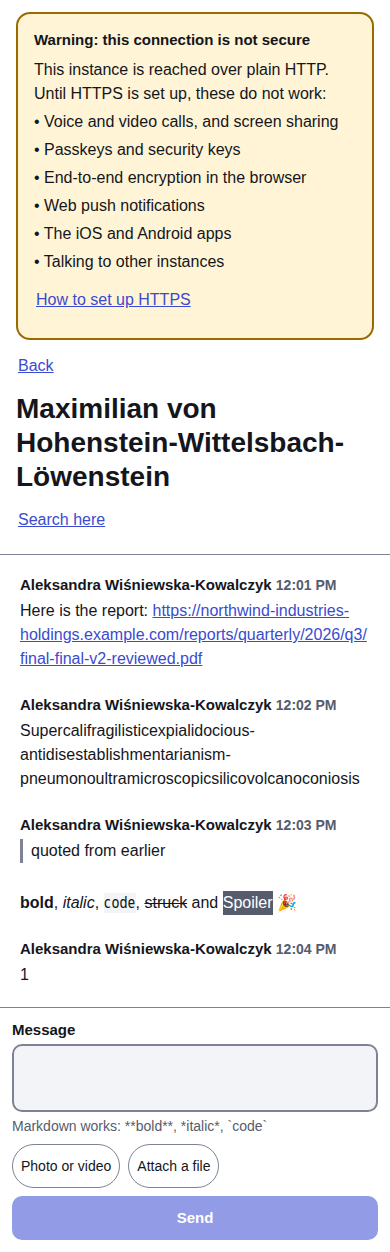 Warning: this connection is not secure
This instance is reached over plain HTTP.
Until HTTPS is set up, these do not work:
• Voice and video calls, and screen sharing
• Passkeys and security keys
• End-to-end encryption in the browser
• Web push notifications
• The iOS and Android apps
• Talking to other instances
How to set up HTTPS
Back
Maximilian von
Hohenstein-Wittelsbach-
Löwenstein
Search here
Aleksandra Wiśniewska-Kowalczyk 12:01 PM
Here is the report: https://northwind-industries-
holdings.example.com/reports/quarterly/2026/q3/
final-final-v2-reviewed.pdf
Aleksandra Wiśniewska-Kowalczyk 12:02 PM
Supercalifragilisticexpialidocious-
antidisestablishmentarianism-
pneumonoultramicroscopicsilicovolcanoconiosis
Aleksandra Wiśniewska-Kowalczyk 12:03 PM
quoted from earlier
bold, italic, code, struck and Spoiler 🎉
Aleksandra Wiśniewska-Kowalczyk 12:04 PM
1
Message
Markdown works: **bold**, *italic*, `code`
Photo or video
Attach a file
Send